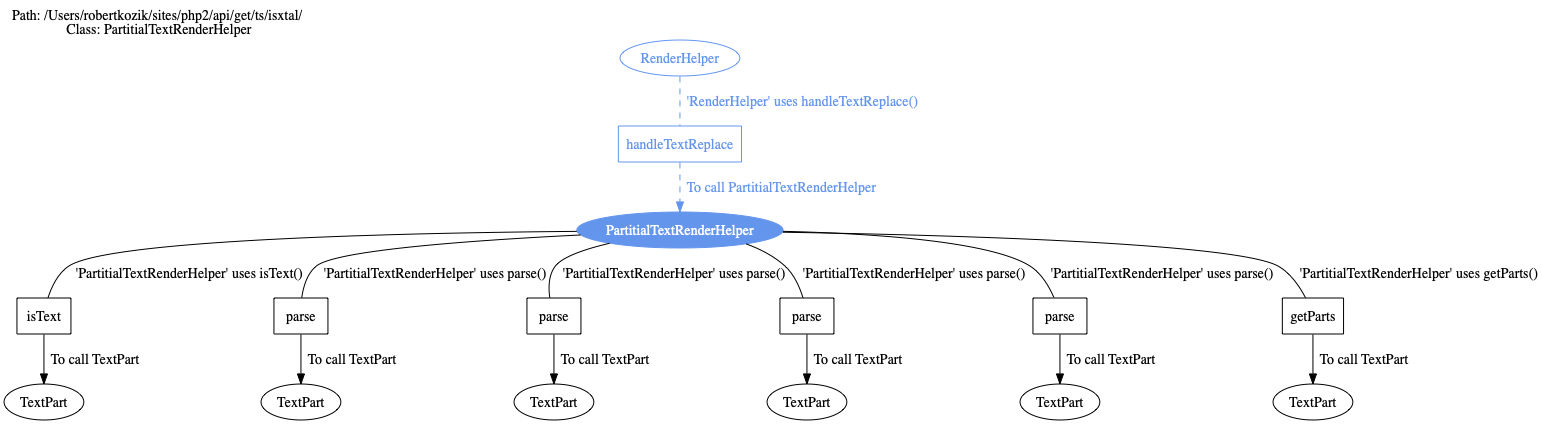 Path: /Users/robertkozik/sites/php2/api/get/ts/isxtal/
Class: PartitialTextRenderHelper
RenderHelper
'RenderHelper' uses handleTextReplace()
handleTextReplace
To call PartitialTextRenderHelper
PartitialTextRenderHelper
'PartitialTextRenderHelper' uses isText()
'PartitialTextRenderHelper' uses parse()
'PartitialTextRenderHelper' uses parse()
'PartitialTextRenderHelper' uses parse()
'PartitialTextRenderHelper' uses parse()
'PartitialTextRenderHelper' uses getParts()
isText
parse
parse
parse
parse
getParts
To call TextPart
To call TextPart
To call TextPart
To call TextPart
To call TextPart
To call TextPart
TextPart
TextPart
TextPart
TextPart
TextPart
TextPart